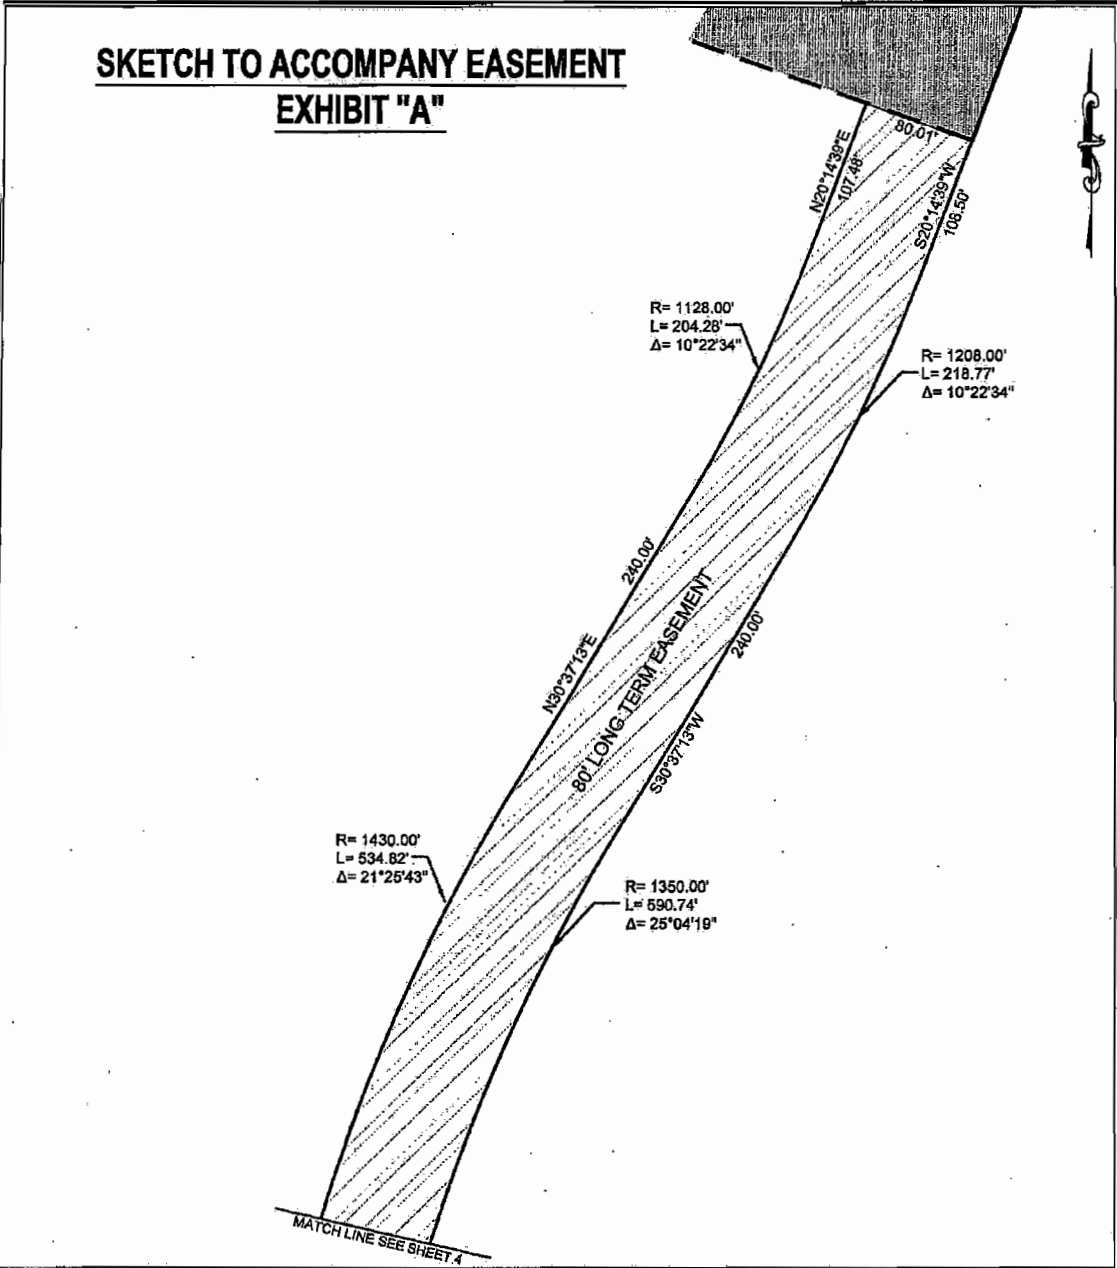 SKETCH TO ACCOMPANY EASEMENT
EXHIBIT "A"
80.01'
N20°14'39"E
107.48'
S20°14'39"W
108.50'
R= 1128.00'
L= 204.28'
Δ= 10°22'34"
R= 1208.00'
L= 218.77'
Δ= 10°22'34"
240.00'
N30°37'13"E
80' LONG TERM EASEMENT
240.00'
S30°37'13"W
R= 1430.00'
L= 534.82'
Δ= 21°25'43"
R= 1350.00'
L= 590.74'
Δ= 25°04'19"
MATCH LINE SEE SHEET 4